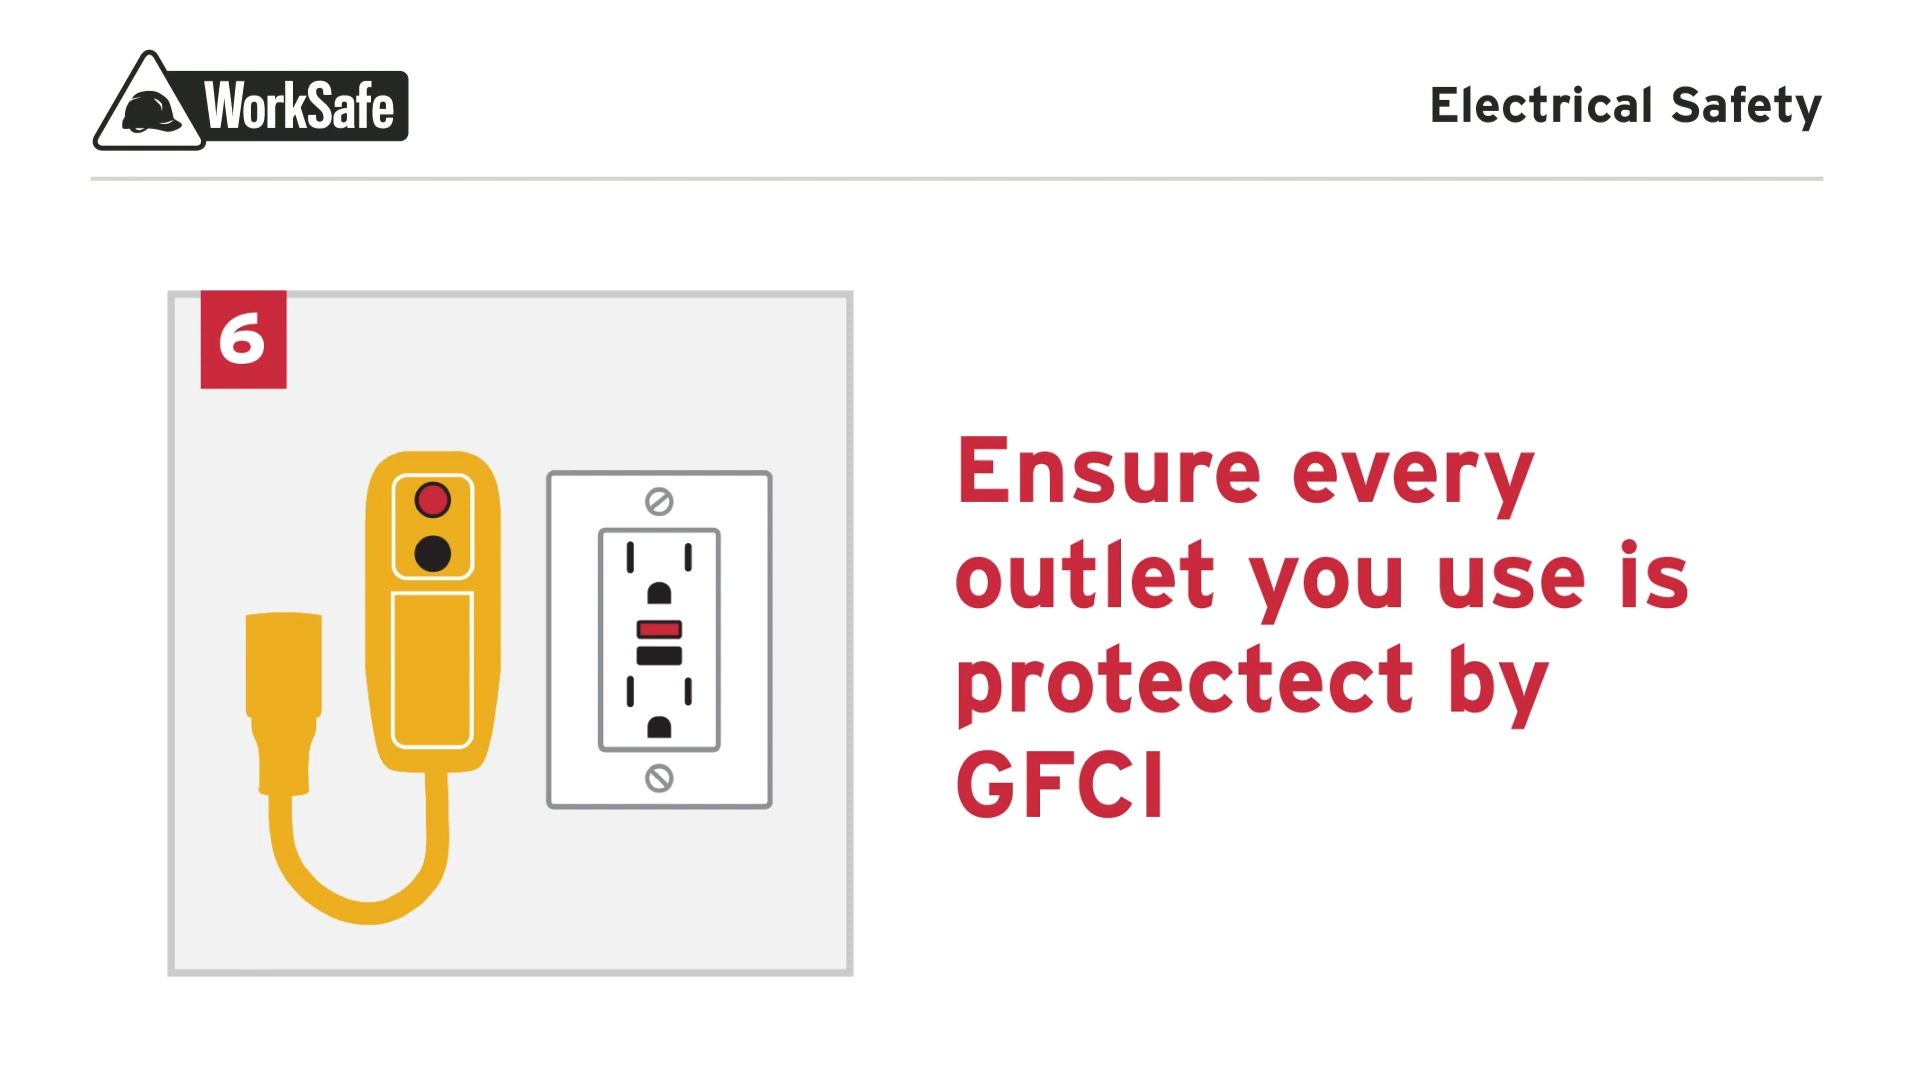 WorkSafe
Electrical Safety
6
Ensure every
outlet you use is
protectect by
GFCI